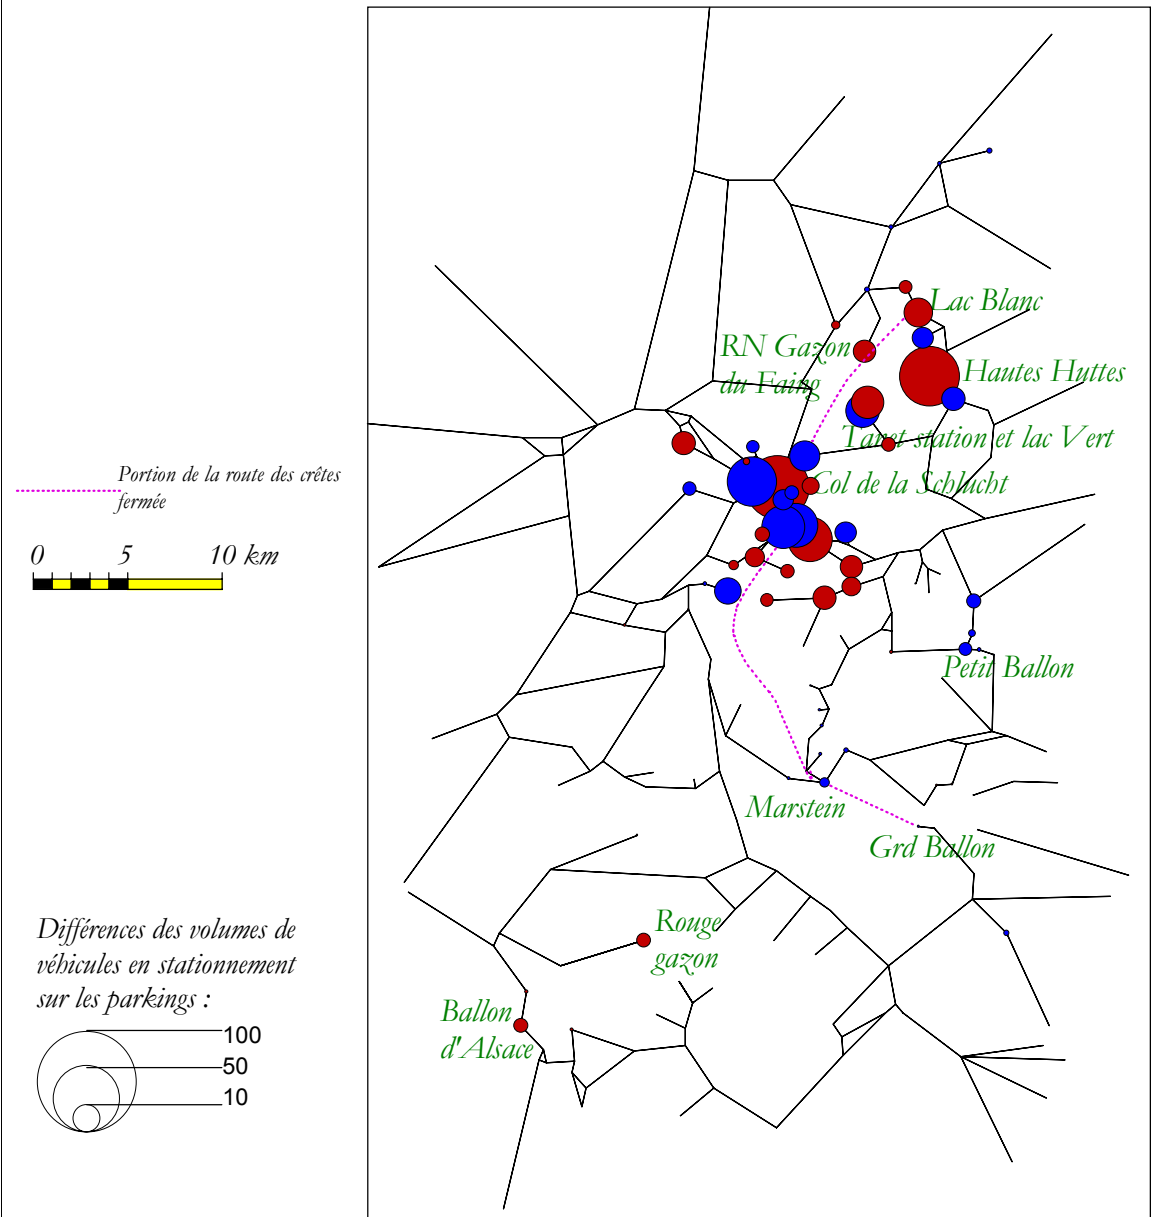 Portion de la route des crêtes
fermée
0 5 10 km
Différences des volumes de
véhicules en stationnement
sur les parkings :
100
50
10
Lac Blanc
RN Gazon
du Faing
Hautes Huttes
Tanet station et lac Vert
Col de la Schlucht
Petit Ballon
Marstein
Grd Ballon
Rouge
gazon
Ballon
d'Alsace